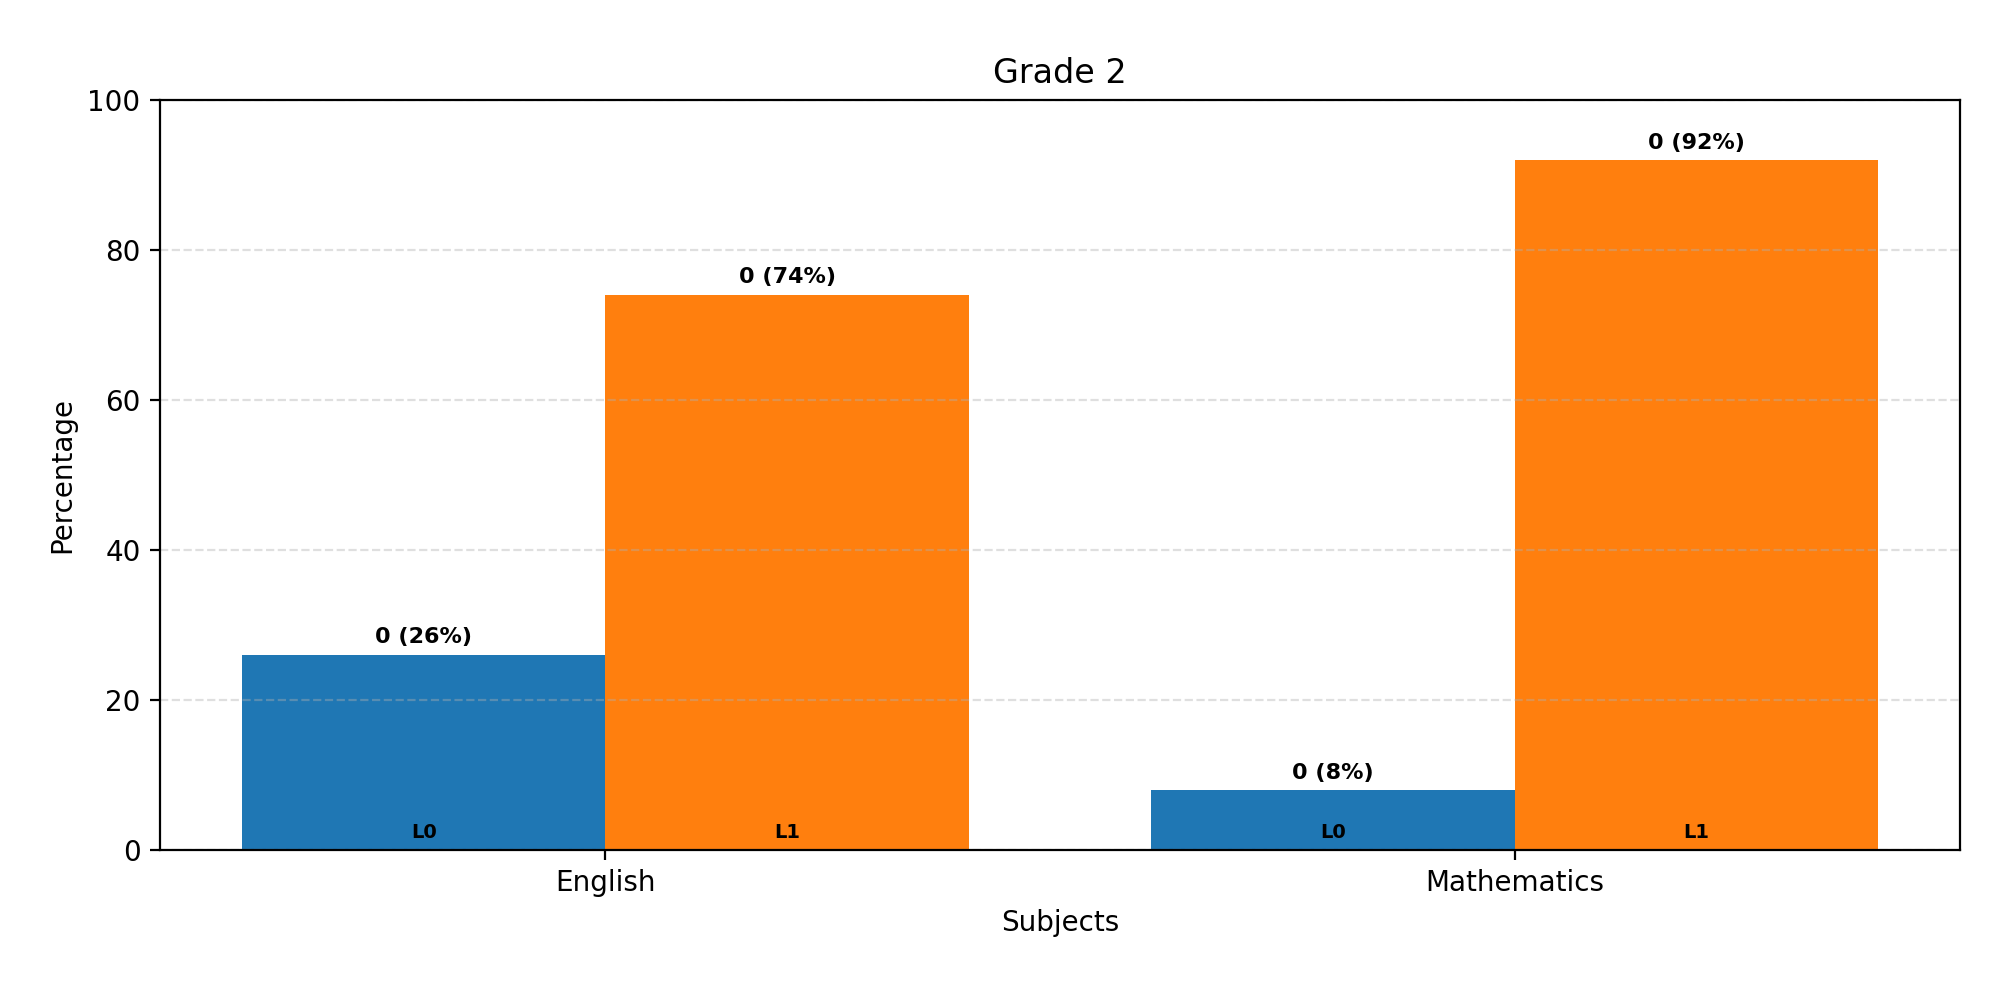 Grade 2
100
80
60
40
20
0
Percentage
0 (26%)
0 (74%)
0 (8%)
0 (92%)
L0
L1
L0
L1
English
Mathematics
Subjects